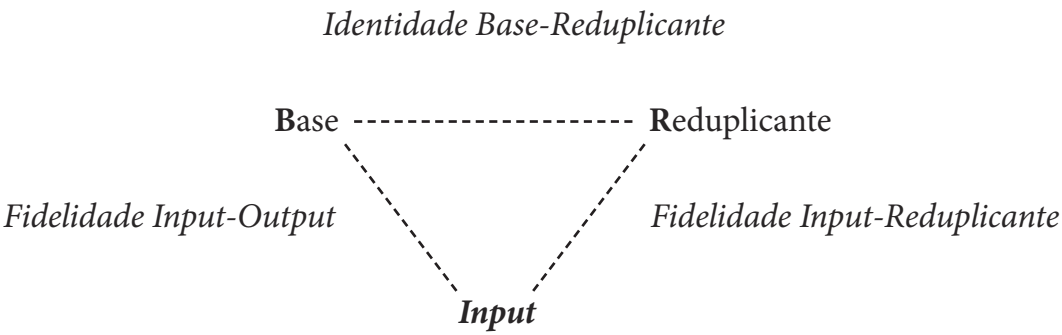 Identidade Base-Reduplicante
Base Reduplicante
Fidelidade Input-Output Fidelidade Input-Reduplicante
Input